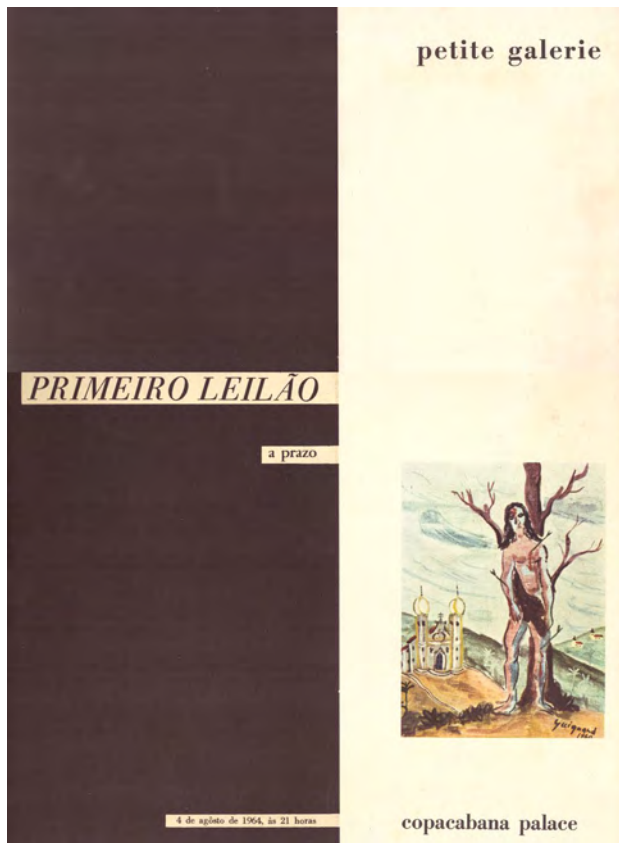 petite galerie
PRIMEIRO LEILÃO
a prazo
Guignard
4 de agôsto de 1964, às 21 horas
copacabana palace